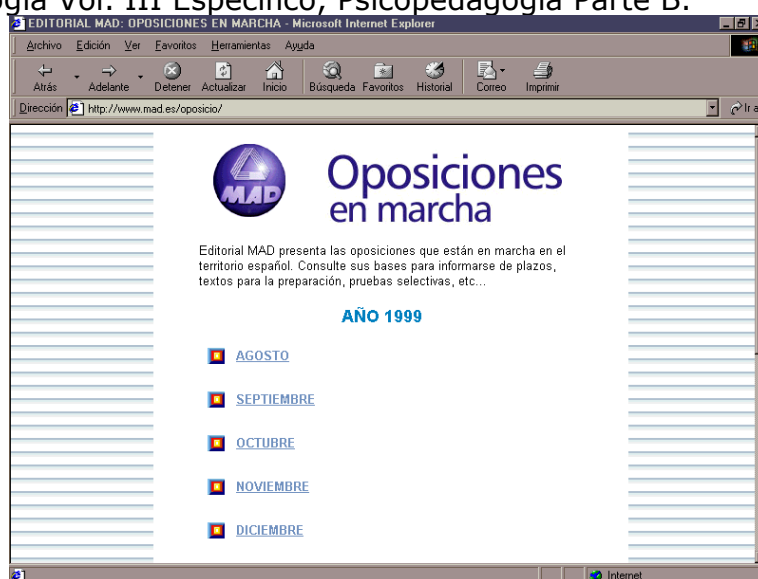 ogía Vol. III Específico, Psicopedagogía Parte B.
EDITORIAL MAD: OPOSICIONES EN MARCHA - Microsoft Internet Explorer
Archivo Edición Ver Favoritos Herramientas Ayuda
Atrás Adelante Detener Actualizar Inicio Búsqueda Favoritos Historial Correo Imprimir
Dirección http://www.mad.es/oposicio/ Ir a
MAD
Oposiciones
en marcha
Editorial MAD presenta las oposiciones que están en marcha en el
territorio español. Consulte sus bases para informarse de plazos,
textos para la preparación, pruebas selectivas, etc...
AÑO 1999
AGOSTO
SEPTIEMBRE
OCTUBRE
NOVIEMBRE
DICIEMBRE
Internet